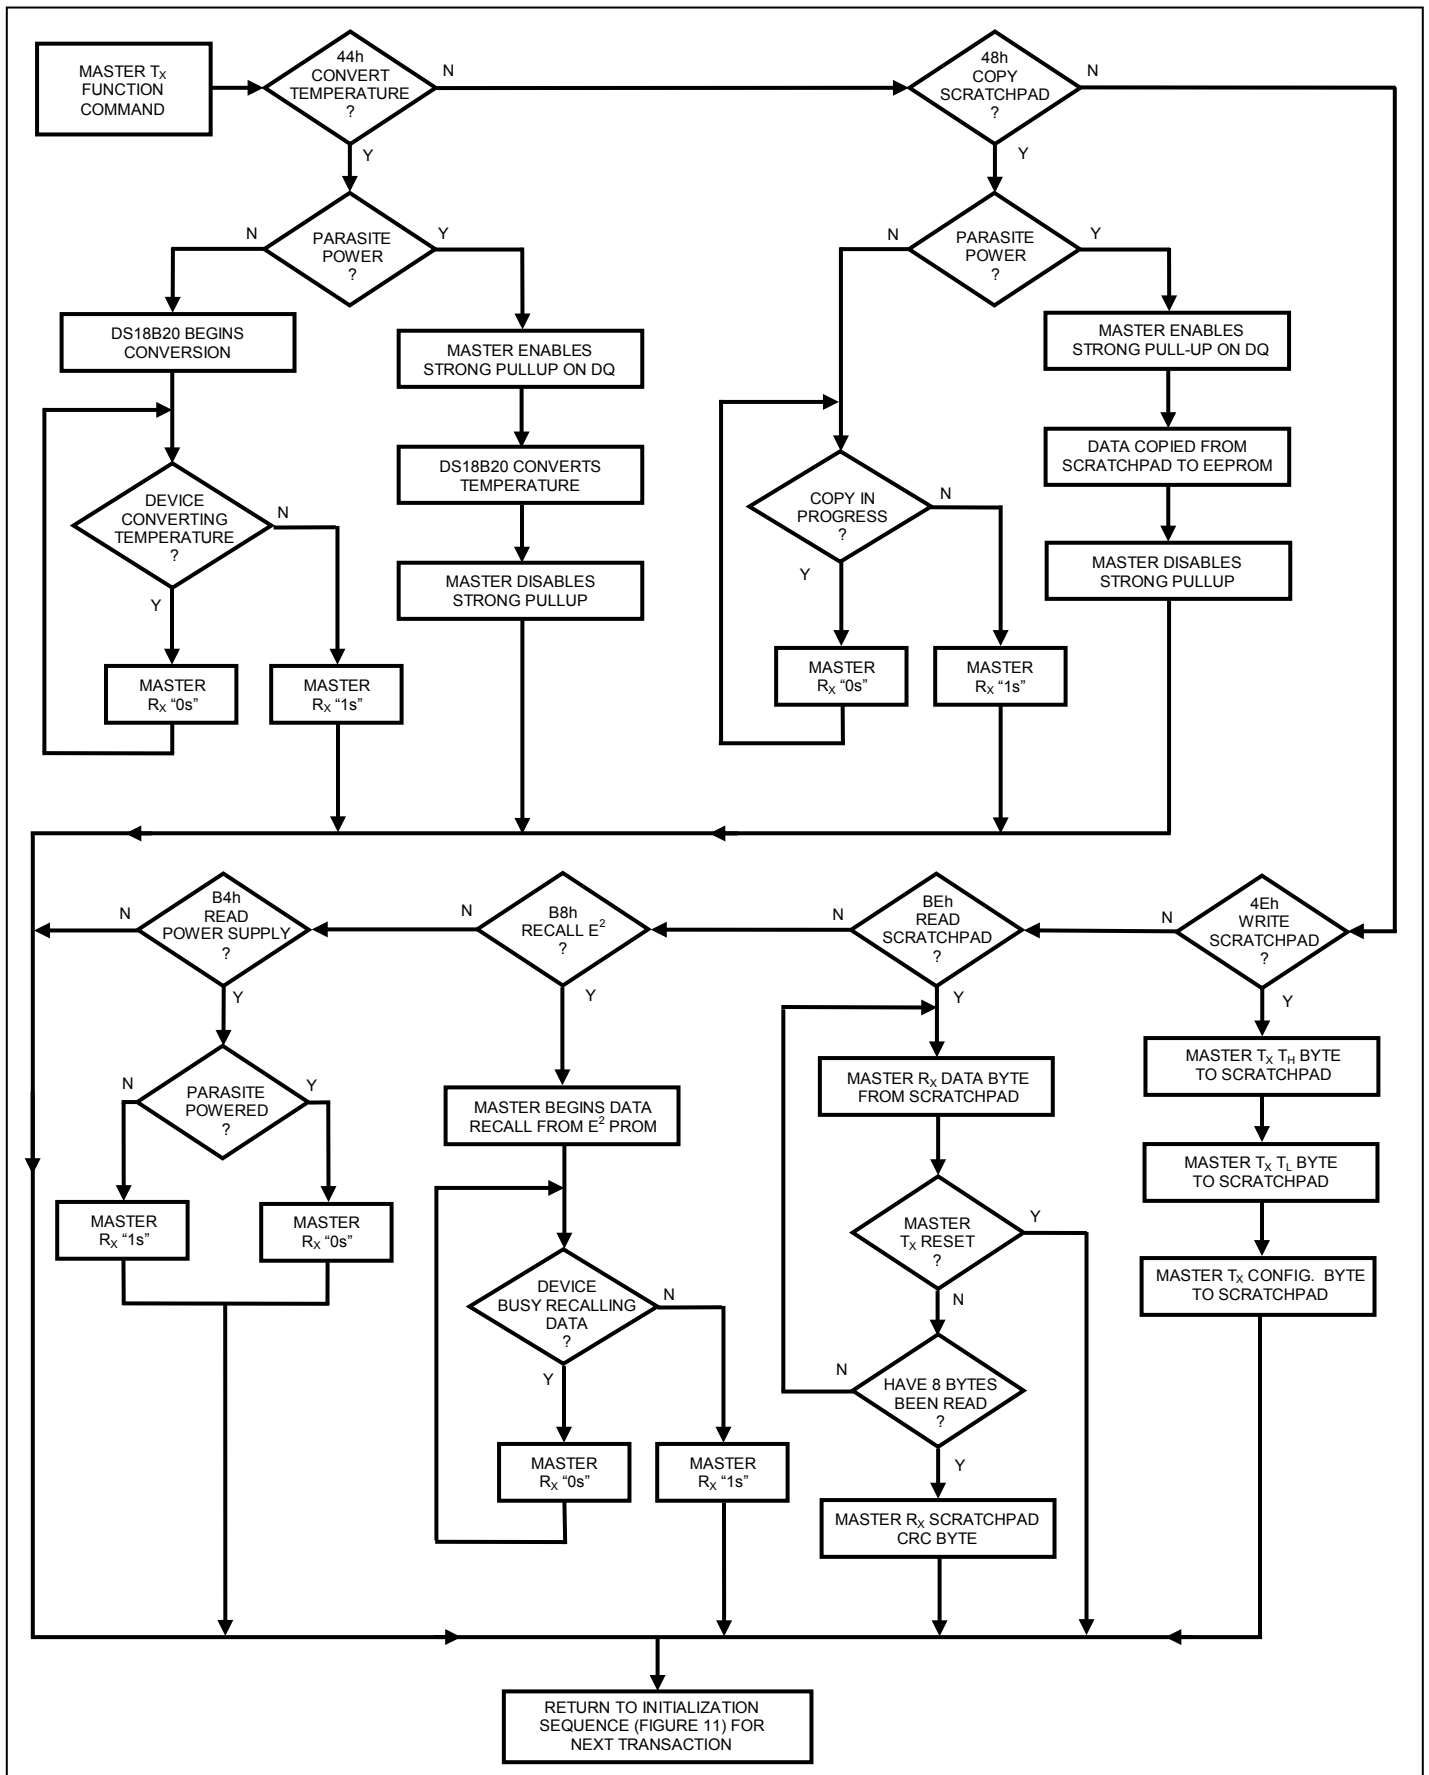 MASTER TX
FUNCTION
COMMAND
44h
CONVERT
TEMPERATURE
?
N
Y
48h
COPY
SCRATCHPAD
?
N
Y
N
PARASITE
POWER
?
Y
N
PARASITE
POWER
?
Y
DS18B20 BEGINS
CONVERSION
MASTER ENABLES
STRONG PULLUP ON DQ
MASTER ENABLES
STRONG PULL-UP ON DQ
DS18B20 CONVERTS
TEMPERATURE
DATA COPIED FROM
SCRATCHPAD TO EEPROM
DEVICE
CONVERTING
TEMPERATURE
?
N
Y
COPY IN
PROGRESS
?
N
Y
MASTER DISABLES
STRONG PULLUP
MASTER DISABLES
STRONG PULLUP
MASTER
RX “0s”
MASTER
RX “1s”
MASTER
RX “0s”
MASTER
RX “1s”
N
B4h
READ
POWER SUPPLY
?
Y
N
B8h
RECALL E2
?
Y
N
BEh
READ
SCRATCHPAD
?
Y
N
4Eh
WRITE
SCRATCHPAD
?
Y
N
PARASITE
POWERED
?
Y
MASTER
RX “1s”
MASTER
RX “0s”
MASTER BEGINS DATA
RECALL FROM E2 PROM
DEVICE
BUSY RECALLING
DATA
?
N
Y
MASTER
RX “0s”
MASTER
RX “1s”
MASTER RX DATA BYTE
FROM SCRATCHPAD
MASTER
TX RESET
?
Y
N
N
HAVE 8 BYTES
BEEN READ
?
Y
MASTER RX SCRATCHPAD
CRC BYTE
MASTER TX TH BYTE
TO SCRATCHPAD
MASTER TX TL BYTE
TO SCRATCHPAD
MASTER TX CONFIG. BYTE
TO SCRATCHPAD
RETURN TO INITIALIZATION
SEQUENCE (FIGURE 11) FOR
NEXT TRANSACTION